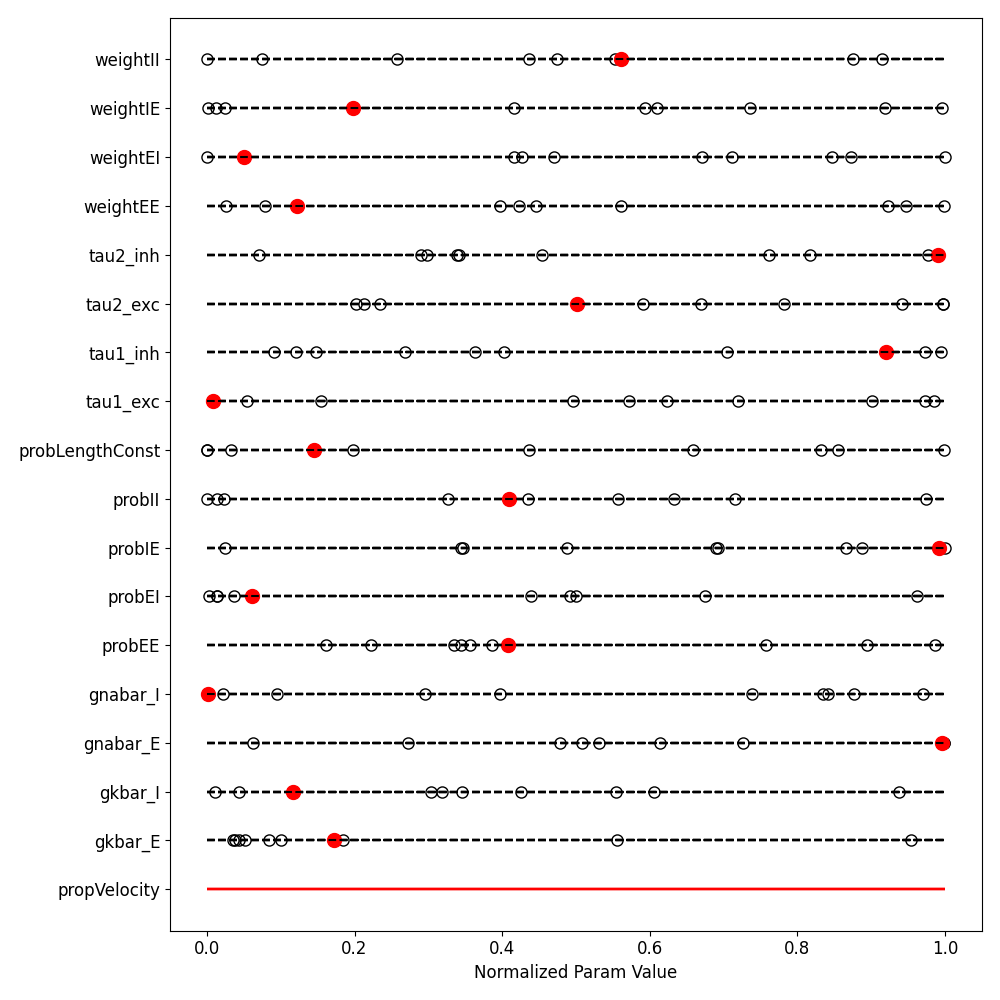 weightII
weightIE
weightEI
weightEE
tau2_inh
tau2_exc
tau1_inh
tau1_exc
probLengthConst
probII
probIE
probEI
probEE
gnabar_I
gnabar_E
gkbar_I
gkbar_E
propVelocity
0.0 0.2 0.4 0.6 0.8 1.0
Normalized Param Value